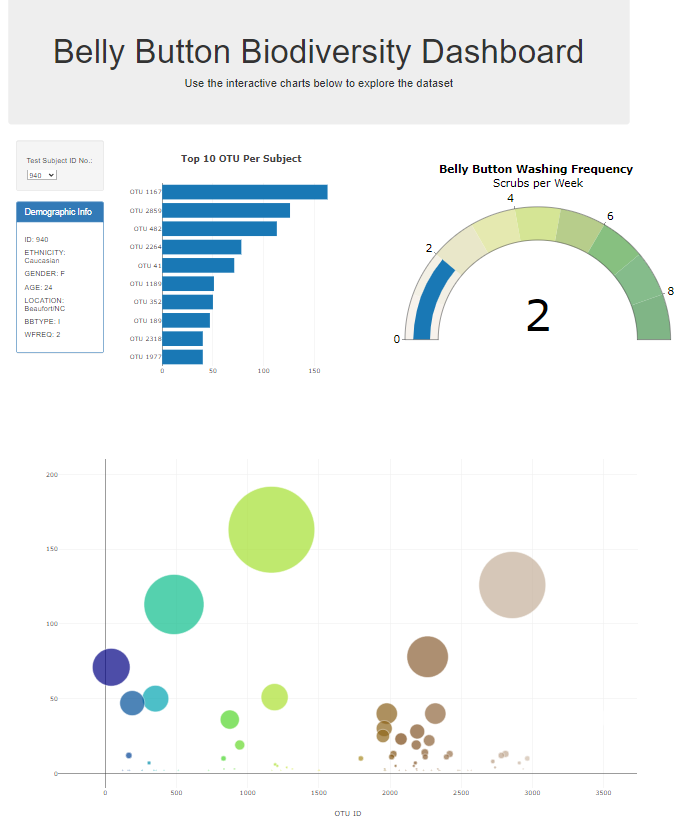 Belly Button Biodiversity Dashboard
Use the interactive charts below to explore the dataset
Test Subject ID No.:
940
Demographic Info
ID: 940
ETHNICITY:
Caucasian
GENDER: F
AGE: 24
LOCATION:
Beaufort/NC
BBTYPE: I
WFREQ: 2
Top 10 OTU Per Subject
OTU 1167
OTU 2859
OTU 482
OTU 2264
OTU 41
OTU 1189
OTU 352
OTU 189
OTU 2318
OTU 1977
0 50 100 150
Belly Button Washing Frequency
Scrubs per Week
0
2
4
6
8
2
200
150
100
50
0
0 500 1000 1500 2000 2500 3000 3500
OTU ID